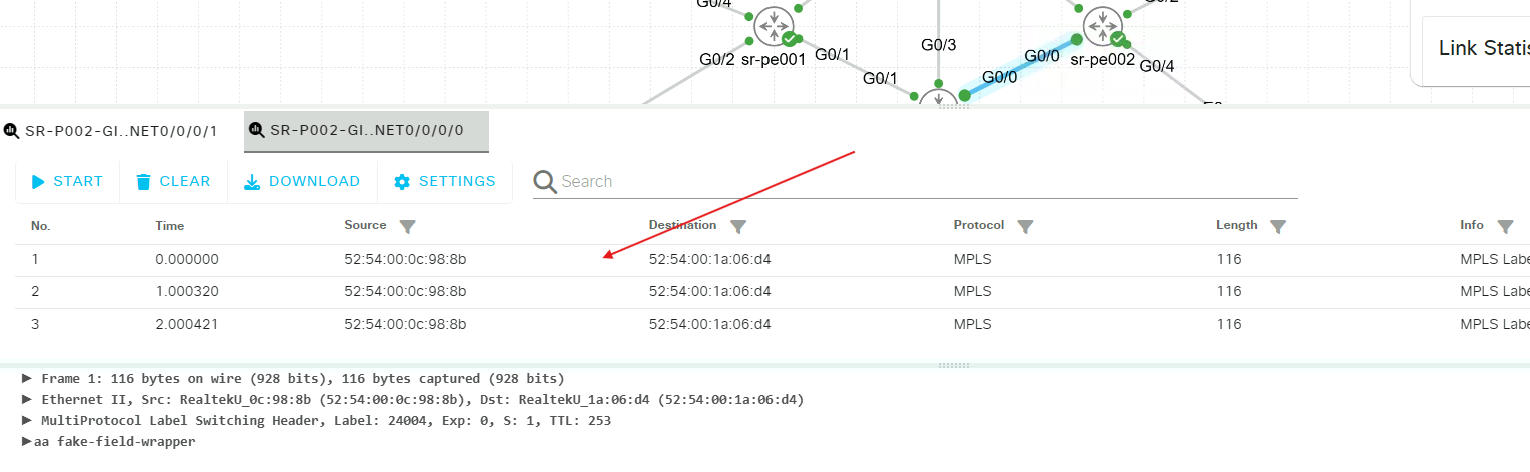 G0/4
G0/2
G0/2 sr-pe001 G0/1
G0/3
G0/0
sr-pe002
G0/4
Link Statis
G0/1
G0/0
SR-P002-GI..NET0/0/0/1
SR-P002-GI..NET0/0/0/0
START CLEAR DOWNLOAD SETTINGS Search
No. Time Source Destination Protocol Length Info
1 0.000000 52:54:00:0c:98:8b 52:54:00:1a:06:d4 MPLS 116 MPLS Labe
2 1.000320 52:54:00:0c:98:8b 52:54:00:1a:06:d4 MPLS 116 MPLS Labe
3 2.000421 52:54:00:0c:98:8b 52:54:00:1a:06:d4 MPLS 116 MPLS Labe
Frame 1: 116 bytes on wire (928 bits), 116 bytes captured (928 bits)
Ethernet II, Src: RealtekU_0c:98:8b (52:54:00:0c:98:8b), Dst: RealtekU_1a:06:d4 (52:54:00:1a:06:d4)
MultiProtocol Label Switching Header, Label: 24004, Exp: 0, S: 1, TTL: 253
aa fake-field-wrapper